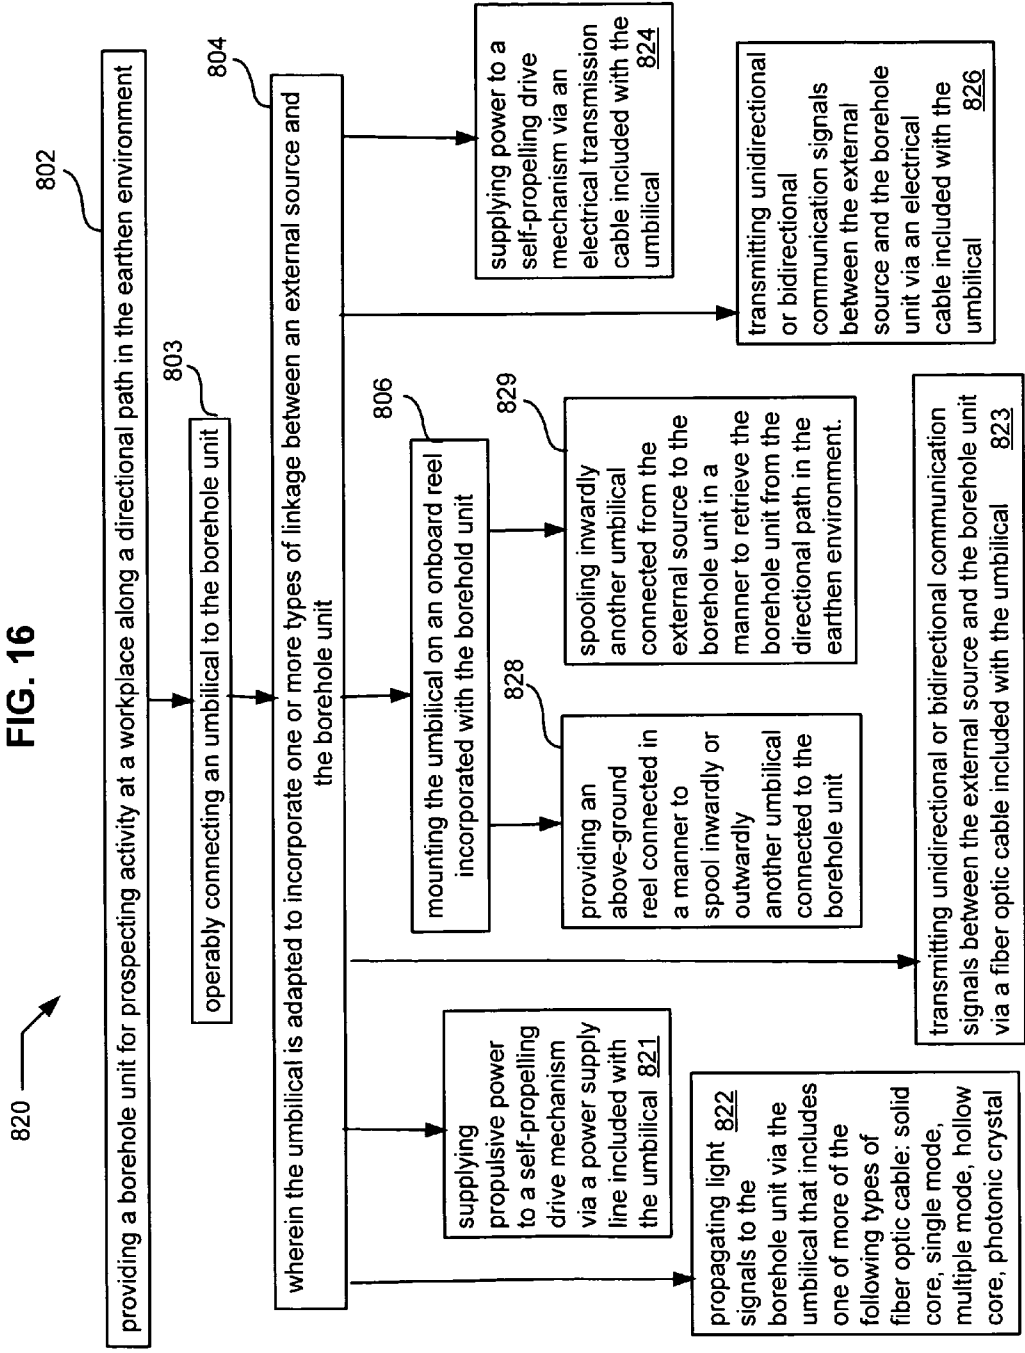 FIG. 16
820
802
providing a borehole unit for prospecting activity at a workplace along a directional path in the earthen environment
803
operably connecting an umbilical to the borehole unit
804
wherein the umbilical is adapted to incorporate one or more types of linkage between an external source and
the borehole unit
supplying
propulsive power
to a self-propelling
drive mechanism
via a power supply
line included with
the umbilical 821
806
mounting the umbilical on an onboard reel
incorporated with the borehold unit
supplying power to a
self-propelling drive
mechanism via an
electrical transmission
cable included with the
umbilical 824
828
providing an
above-ground
reel connected in
a manner to
spool inwardly or
outwardly
another umbilical
connected to the
borehole unit
829
spooling inwardly
another umbilical
connected from the
external source to the
borehole unit in a
manner to retrieve the
borehole unit from the
directional path in the
earthen environment.
propagating light 822
signals to the
borehole unit via the
umbilical that includes
one of more of the
following types of
fiber optic cable: solid
core, single mode,
multiple mode, hollow
core, photonic crystal
transmitting unidirectional
or bidirectional
communication signals
between the external
source and the borehole
unit via an electrical
cable included with the
umbilical 826
transmitting unidirectional or bidirectional communication
signals between the external source and the borehole unit
via a fiber optic cable included with the umbilical 823